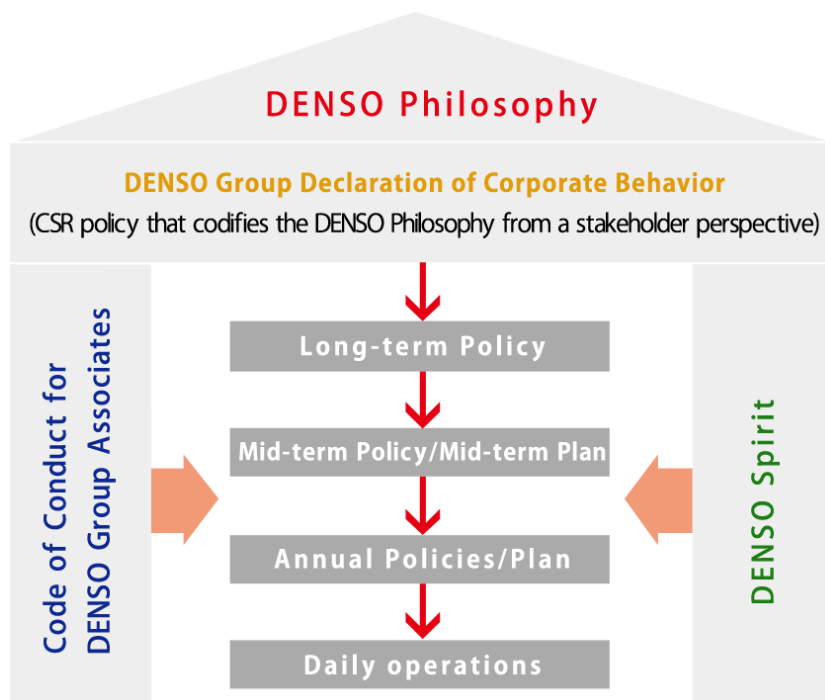 DENSO Philosophy
DENSO Group Declaration of Corporate Behavior
(CSR policy that codifies the DENSO Philosophy from a stakeholder perspective)
Code of Conduct for
DENSO Group Associates
Long-term Policy
Mid-term Policy/Mid-term Plan
Annual Policies/Plan
Daily operations
DENSO Spirit